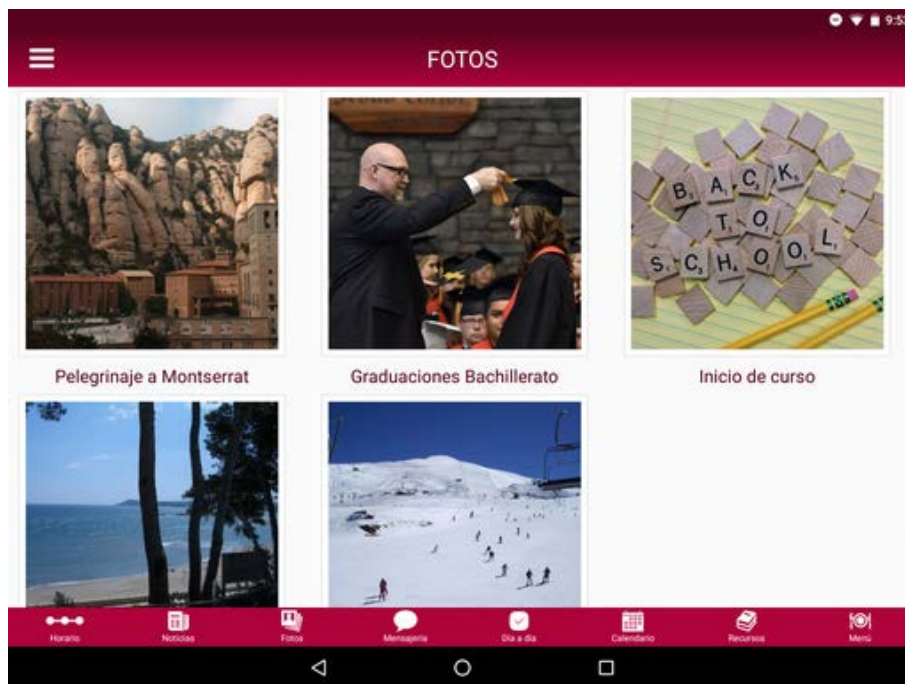 9:53
FOTOS
BACK
TO
SCHOOL
Pelegrinaje a Montserrat
Graduaciones Bachillerato
Inicio de curso
Horario
Noticias
Fotos
Mensajería
Día a día
Calendario
Recursos
Menú